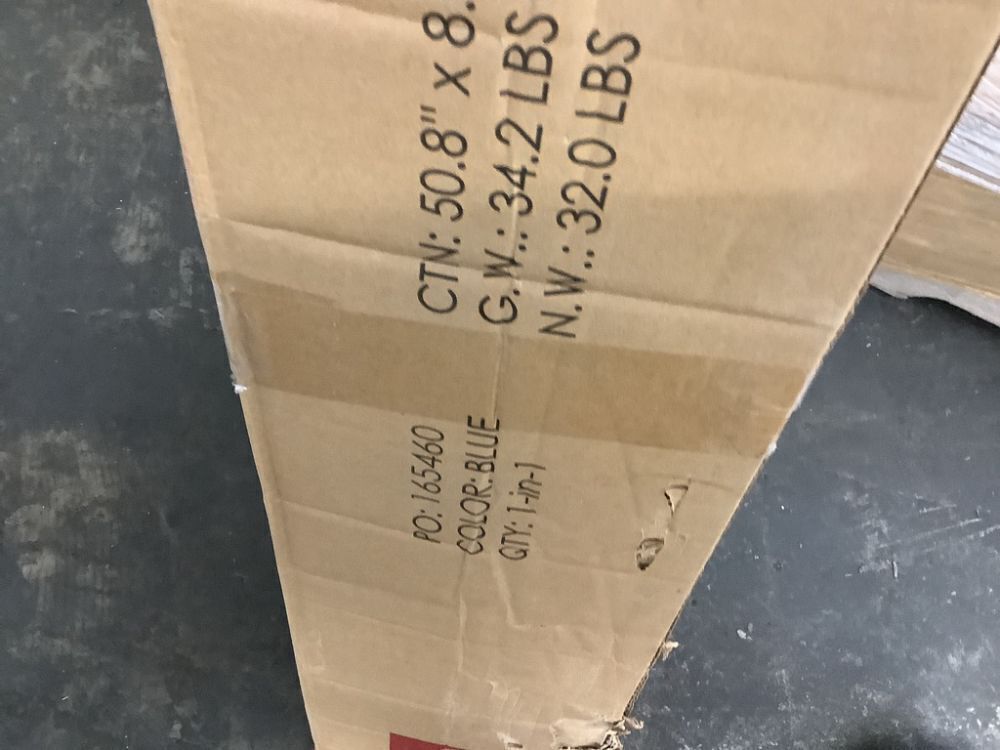 CTN: 50.8" x 8.
G.W.: 34.2 LBS
N.W.: 32.0 LBS
PO: 165460
COLOR: BLUE
QTY: 1-in-1